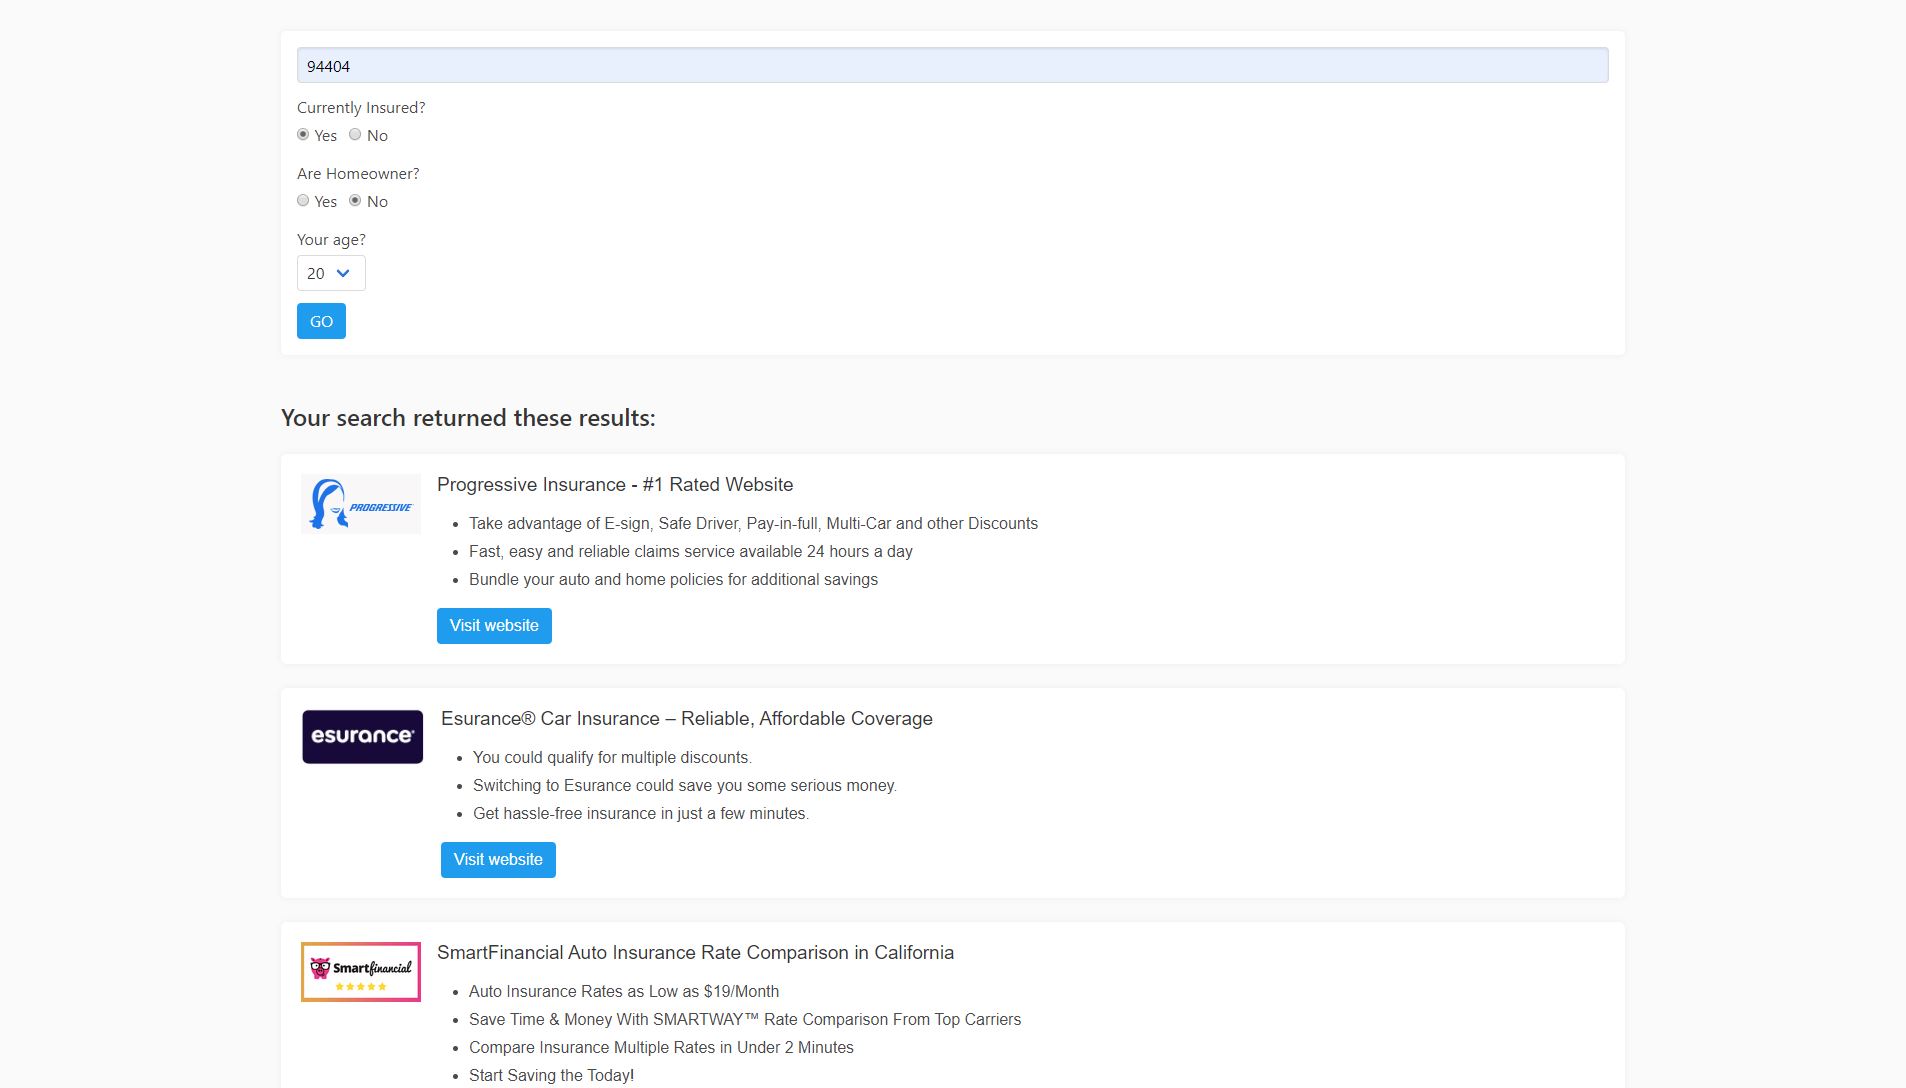 94404
Currently Insured?
Yes No
Are Homeowner?
Yes No
Your age?
20
GO
Your search returned these results:
PROGRESSIVE
Progressive Insurance - #1 Rated Website
Take advantage of E-sign, Safe Driver, Pay-in-full, Multi-Car and other Discounts
Fast, easy and reliable claims service available 24 hours a day
Bundle your auto and home policies for additional savings
Visit website
esurance®
Esurance® Car Insurance – Reliable, Affordable Coverage
You could qualify for multiple discounts.
Switching to Esurance could save you some serious money.
Get hassle-free insurance in just a few minutes.
Visit website
Smartfinancial
SmartFinancial Auto Insurance Rate Comparison in California
Auto Insurance Rates as Low as $19/Month
Save Time & Money With SMARTWAY™ Rate Comparison From Top Carriers
Compare Insurance Multiple Rates in Under 2 Minutes
Start Saving the Today!